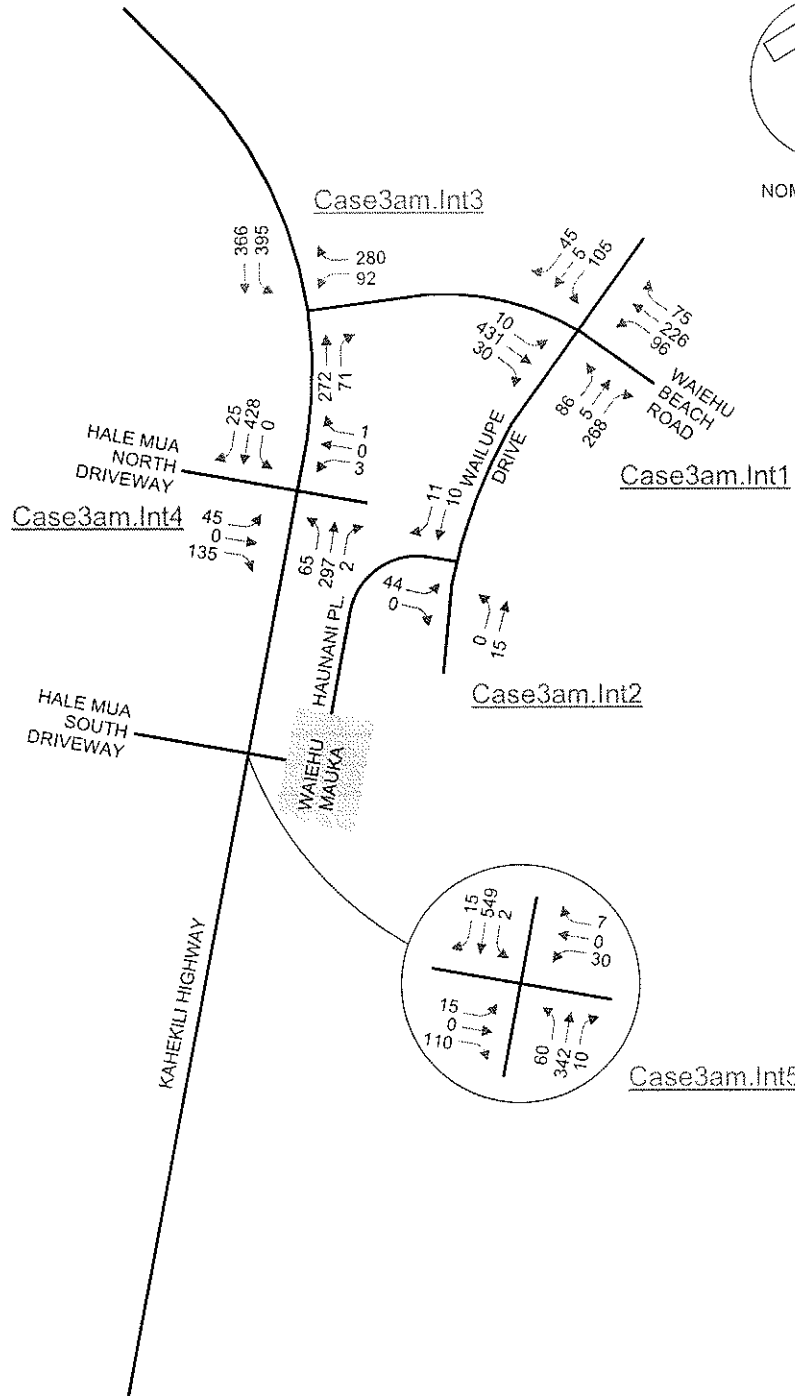 NOM
Case3am.Int3
366
395
280
92
45
5
105
75
226
96
10
431
30
86
5
268
WAIEHU
BEACH
ROAD
Case3am.Int1
272
71
25
428
0
1
0
3
HALE MUA
NORTH
DRIVEWAY
Case3am.Int4
45
0
135
65
297
2
WAILUPE
DRIVE
11
10
44
0
0
15
HAUNANI PL.
Case3am.Int2
HALE MUA
SOUTH
DRIVEWAY
WAIEHU
MAUKA
KAHEKILI HIGHWAY
15
549
2
7
0
30
15
0
110
60
342
10
Case3am.Int5